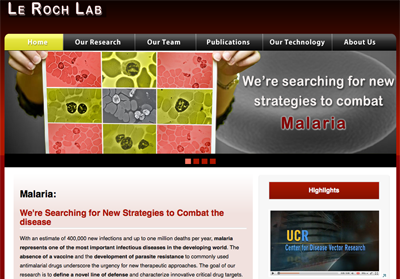 LE ROCH LAB
Home Our Research Our Team Publications Our Technology About Us
We're searching for new
strategies to combat
Malaria
Malaria:
We're Searching for New Strategies to Combat the
disease
With an estimate of 400,000 new infections and up to one million deaths per year, malaria
represents one of the most important infectious diseases in the developing world. The
absence of a vaccine and the development of parasite resistance to commonly used
antimalarial drugs underscores the urgency for new therapeutic approaches. The goal of our
research is to define a novel line of defense and characterize innovative critical drug targets.
Highlights
UCR
Center for Disease Vector Research